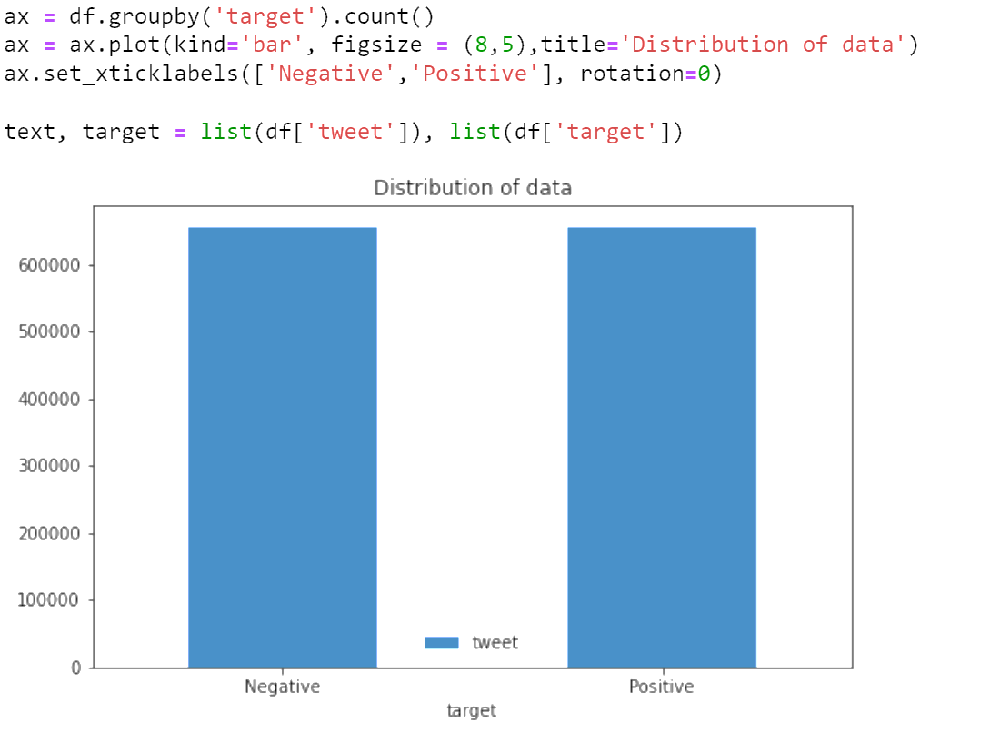 ax = df.groupby('target').count()
ax = ax.plot(kind='bar', figsize = (8,5),title='Distribution of data')
ax.set_xticklabels(['Negative','Positive'], rotation=0)
text, target = list(df['tweet']), list(df['target'])
Distribution of data
600000
500000
400000
300000
200000
100000
0
tweet
Negative
Positive
target